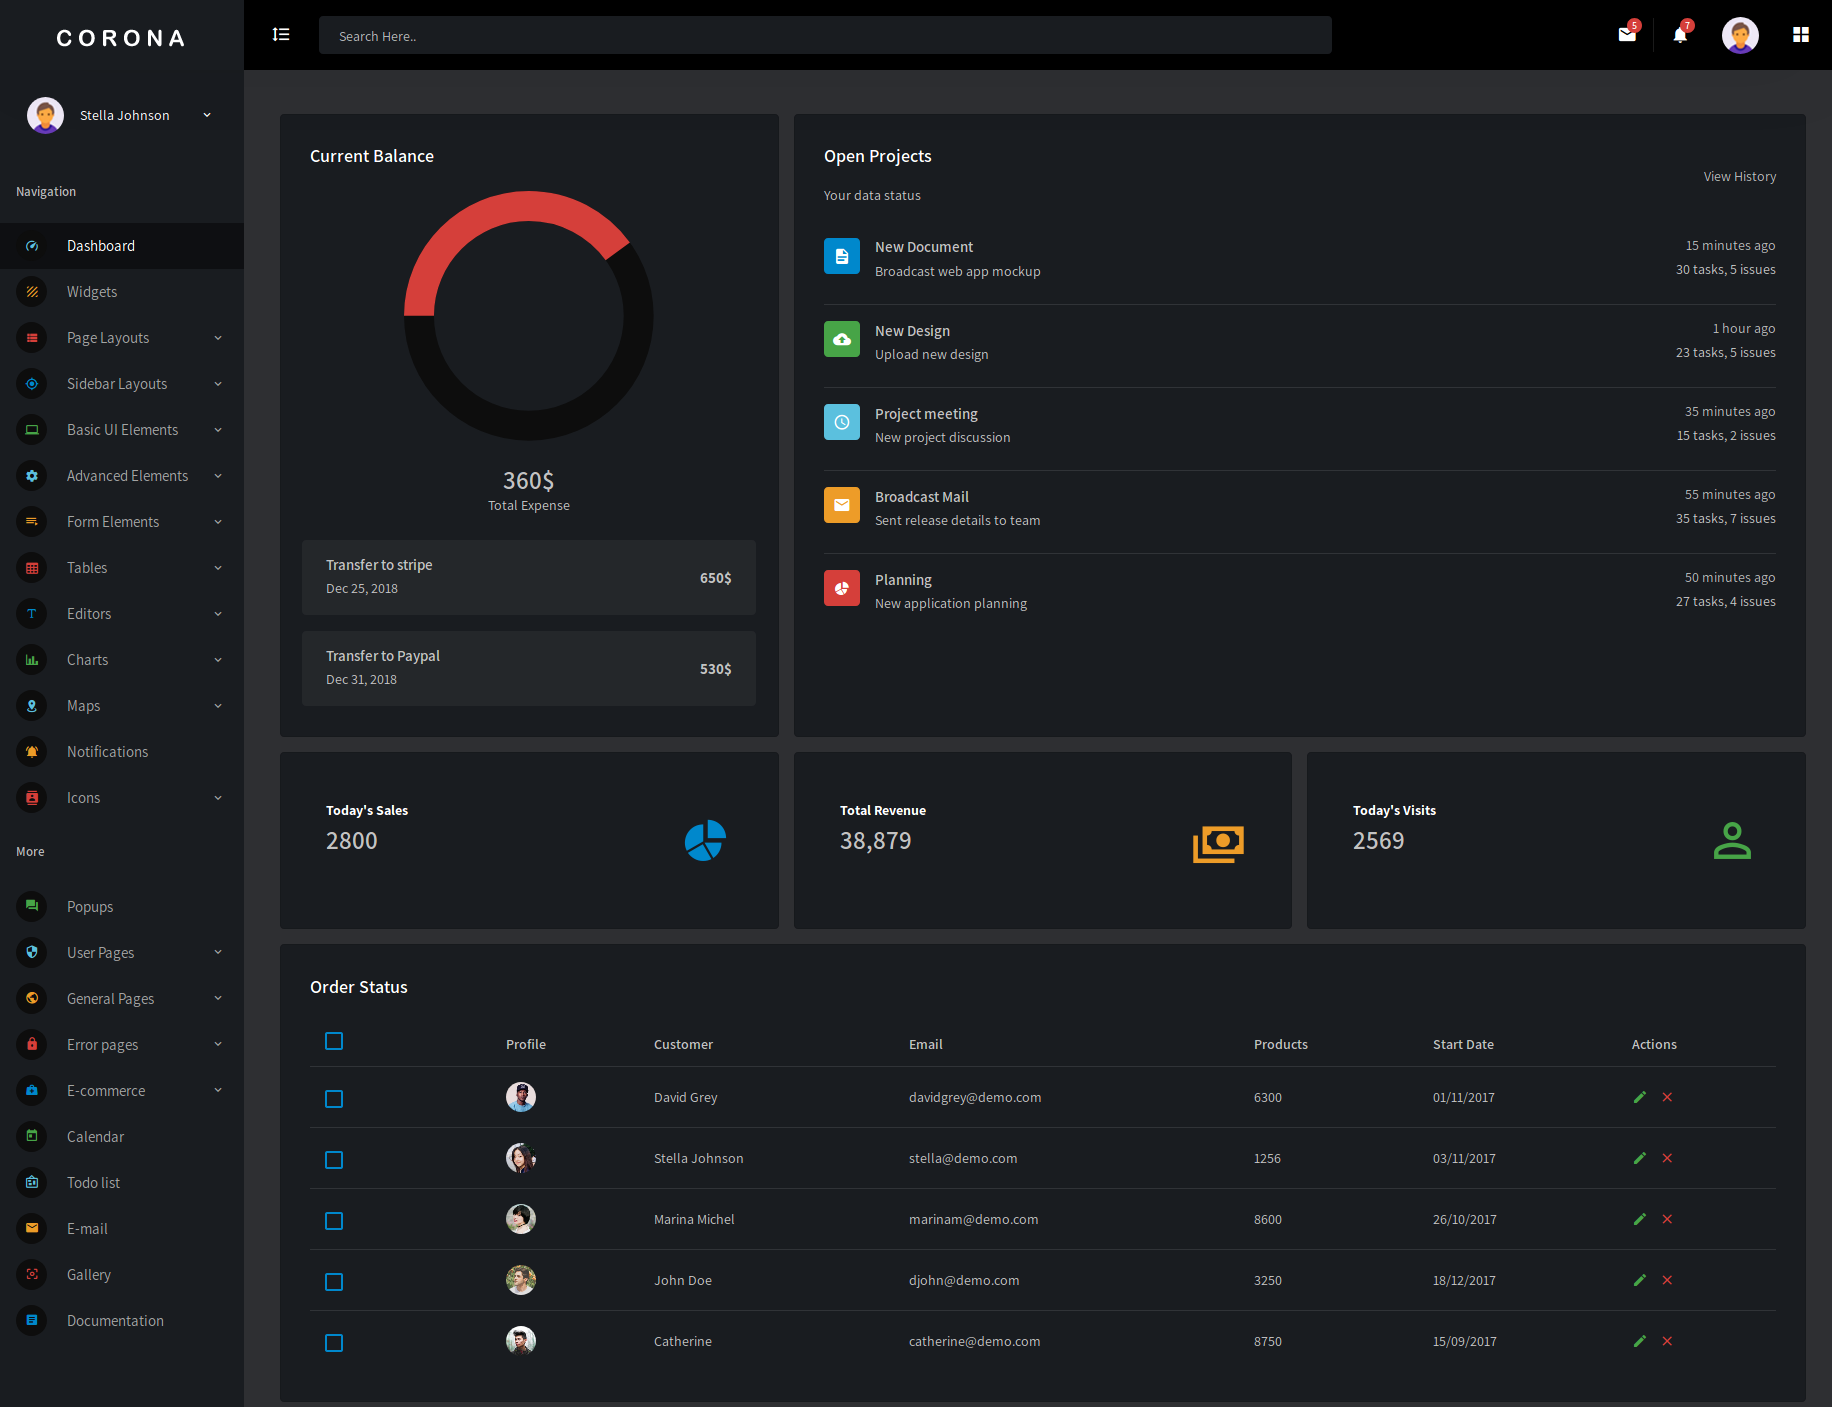 CORONA
Search Here..
5
7
Stella Johnson
Navigation
Dashboard
Widgets
Page Layouts
Sidebar Layouts
Basic UI Elements
Advanced Elements
Form Elements
Tables
Editors
Charts
Maps
Notifications
Icons
More
Popups
User Pages
General Pages
Error pages
E-commerce
Calendar
Todo list
E-mail
Gallery
Documentation
Current Balance
360$
Total Expense
Transfer to stripe
Dec 25, 2018
650$
Transfer to Paypal
Dec 31, 2018
530$
Open Projects
Your data status
View History
New Document
Broadcast web app mockup
15 minutes ago
30 tasks, 5 issues
New Design
Upload new design
1 hour ago
23 tasks, 5 issues
Project meeting
New project discussion
35 minutes ago
15 tasks, 2 issues
Broadcast Mail
Sent release details to team
55 minutes ago
35 tasks, 7 issues
Planning
New application planning
50 minutes ago
27 tasks, 4 issues
Today's Sales
2800
Total Revenue
38,879
Today's Visits
2569
Order Status
Profile Customer Email Products Start Date Actions
David Grey davidgrey@demo.com 6300 01/11/2017
Stella Johnson stella@demo.com 1256 03/11/2017
Marina Michel marinam@demo.com 8600 26/10/2017
John Doe djohn@demo.com 3250 18/12/2017
Catherine catherine@demo.com 8750 15/09/2017